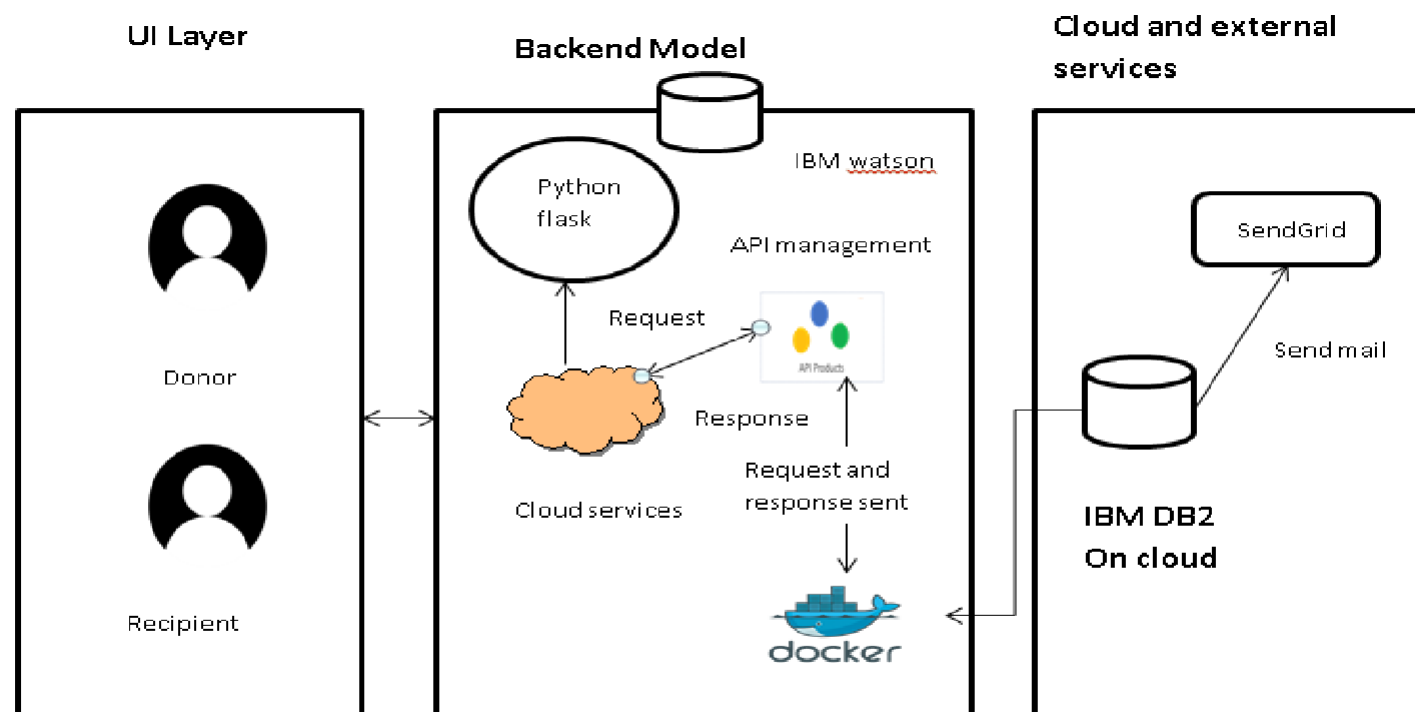 UI Layer
Donor
Recipient
Backend Model
Python
flask
IBM watson
API management
Request
API Products
Response
Cloud services
Request and
response sent
docker
Cloud and external
services
SendGrid
Send mail
IBM DB2
On cloud